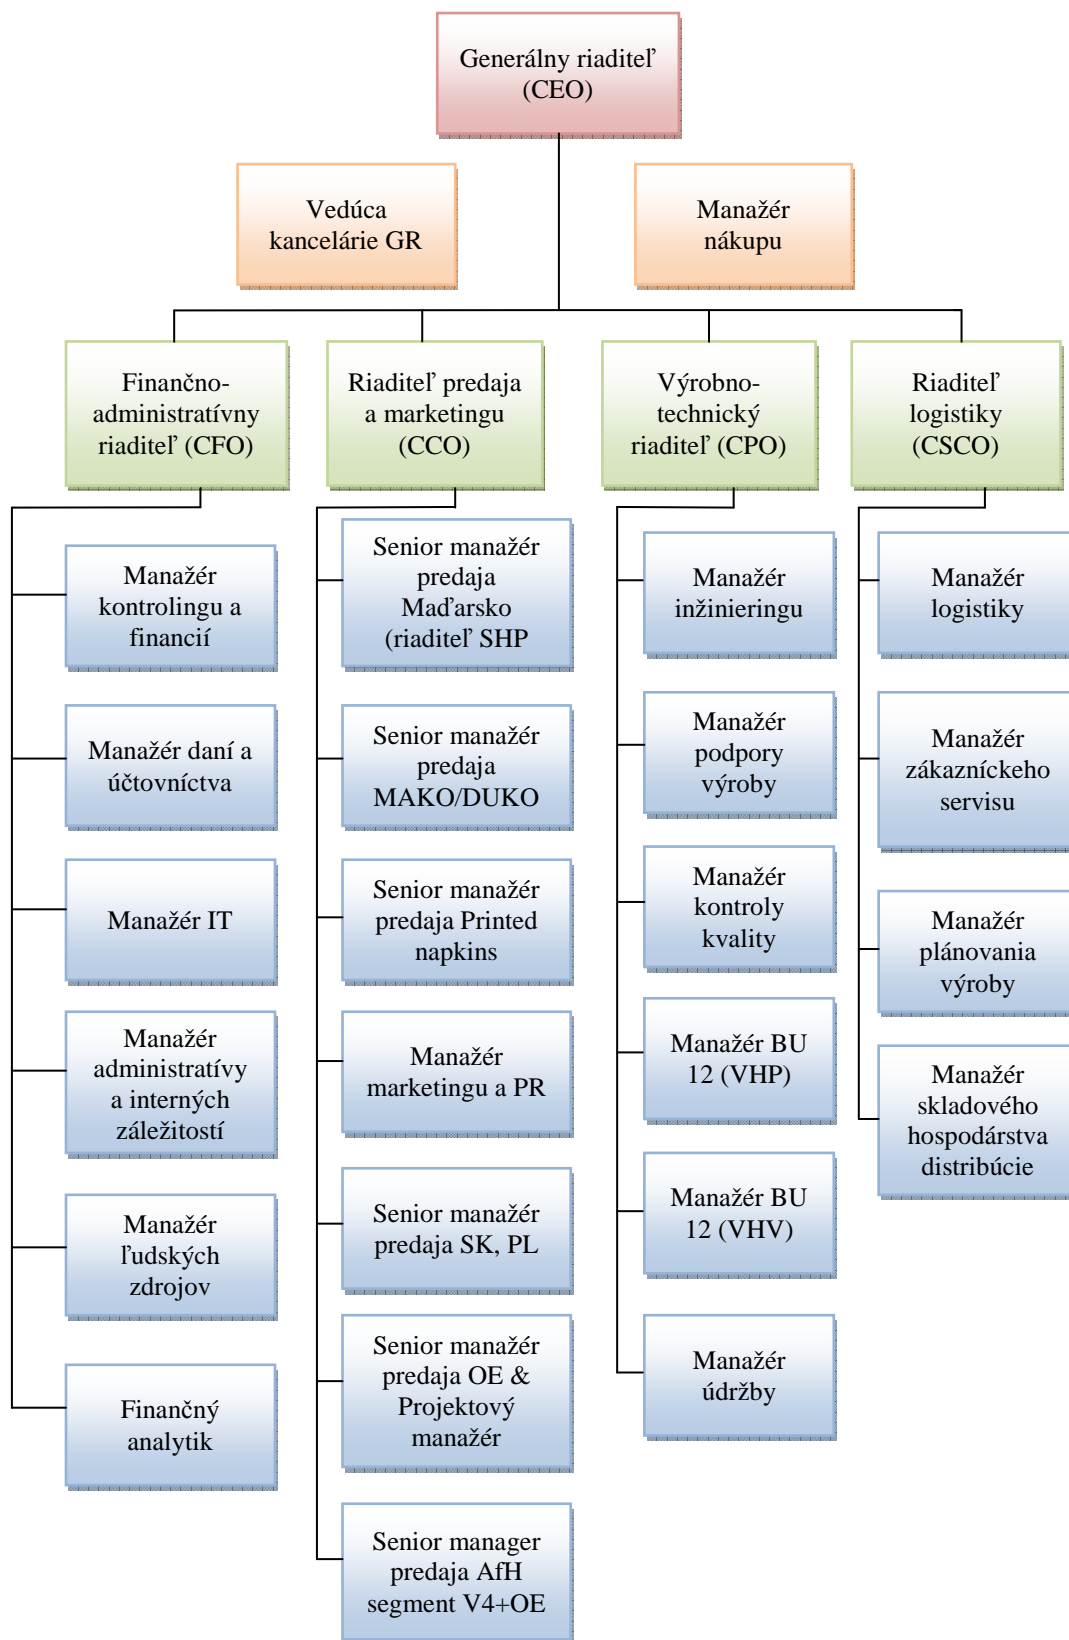 Generálny riaditeľ
(CEO)
Vedúca
kancelárie GR
Manažér
nákupu
Finančno-
administratívny
riaditeľ (CFO)
Riaditeľ predaja
a marketingu
(CCO)
Výrobno-
technický
riaditeľ (CPO)
Riaditeľ
logistiky
(CSCO)
Manažér
kontrolingu a
financií
Manažér daní a
účtovníctva
Manažér IT
Manažér
administratívy
a interných
záležitostí
Manažér
ľudských
zdrojov
Finančný
analytik
Senior manažér
predaja
Maďarsko
(riaditeľ SHP
Senior manažér
predaja
MAKO/DUKO
Senior manažér
predaja Printed
napkins
Manažér
marketingu a PR
Senior manažér
predaja SK, PL
Senior manažér
predaja OE &
Projektový
manažér
Senior manager
predaja AfH
segment V4+OE
Manažér
inžinieringu
Manažér
podpory
výroby
Manažér
kontroly
kvality
Manažér BU
12 (VHP)
Manažér BU
12 (VHV)
Manažér
údržby
Manažér
logistiky
Manažér
zákazníckeho
servisu
Manažér
plánovania
výroby
Manažér
skladového
hospodárstva
distribúcie